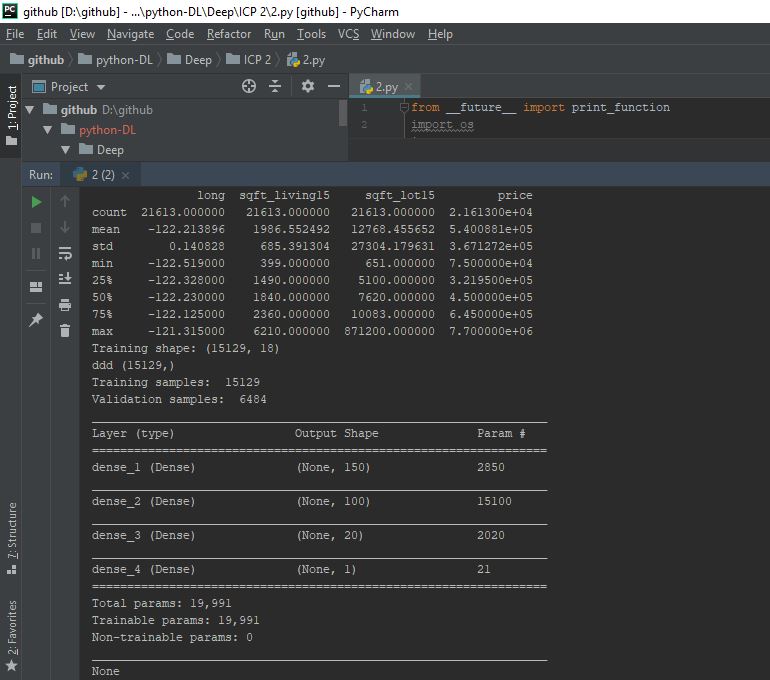 PC github [D:\github] - ...\python-DL\Deep\ICP 2\2.py [github] - PyCharm
File Edit View Navigate Code Refactor Run Tools VCS Window Help
github python-DL Deep ICP 2 2.py
1: Project
Project
2.py
github D:\github
python-DL
Deep
1 from __future__ import print_function
2 import os
Run: 2 (2)
long sqft_living15 sqft_lot15 price
count 21613.000000 21613.000000 21613.000000 2.161300e+04
mean -122.213896 1986.552492 12768.455652 5.400881e+05
std 0.140828 685.391304 27304.179631 3.671272e+05
min -122.519000 399.000000 651.000000 7.500000e+04
25% -122.328000 1490.000000 5100.000000 3.219500e+05
50% -122.230000 1840.000000 7620.000000 4.500000e+05
75% -122.125000 2360.000000 10083.000000 6.450000e+05
max -121.315000 6210.000000 871200.000000 7.700000e+06
Training shape: (15129, 18)
ddd (15129,)
Training samples:  15129
Validation samples:  6484
_________________________________________________________________
Layer (type) Output Shape Param #
=================================================================
dense_1 (Dense) (None, 150) 2850
_________________________________________________________________
dense_2 (Dense) (None, 100) 15100
_________________________________________________________________
dense_3 (Dense) (None, 20) 2020
_________________________________________________________________
dense_4 (Dense) (None, 1) 21
=================================================================
Total params: 19,991
Trainable params: 19,991
Non-trainable params: 0
_________________________________________________________________
None
7: Structure
2: Favorites